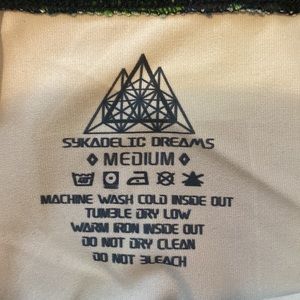 SYKADELIC DREAMS
◊ MEDIUM ◊
MACHINE WASH COLD INSIDE OUT
TUMBLE DRY LOW
WARM IRON INSIDE OUT
DO NOT DRY CLEAN
DO NOT BLEACH